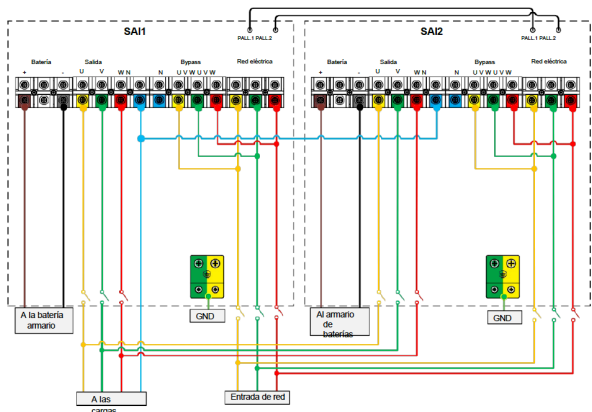 SAI1
SAI2
PALL.1 PALL.2
PALL.1 PALL.2
Batería
Salida
Bypass
Red eléctrica
+ - U V W N N U V W U V W
Batería
Salida
Bypass
Red eléctrica
+ - U V W N N U V W U V W
A la batería
armario
GND
Al armario
de
baterías
GND
A las
cargas
Entrada de red